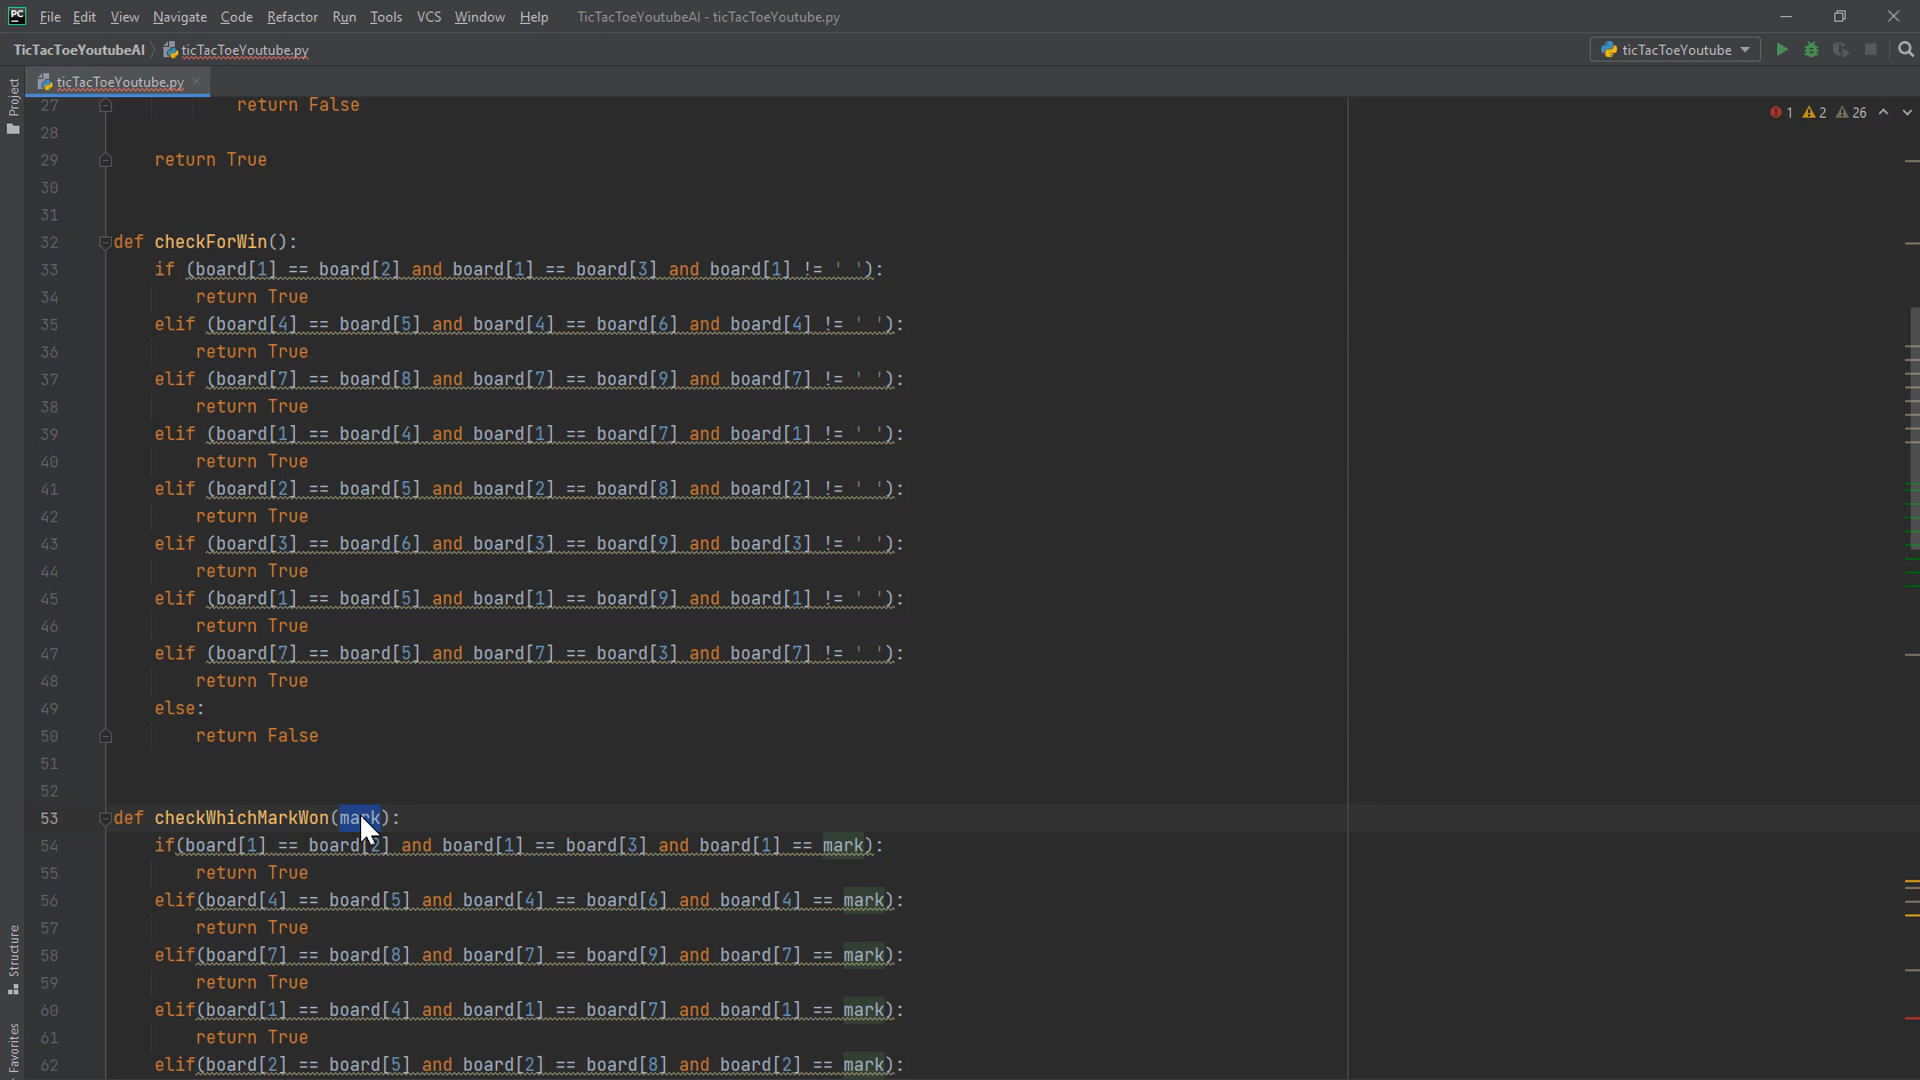 PC File Edit View Navigate Code Refactor Run Tools VCS Window Help TicTacToeYoutubeAI - ticTacToeYoutube.py
TicTacToeYoutubeAI ticTacToeYoutube.py ticTacToeYoutube
Project ticTacToeYoutube.py
1 2 26
27 return False
28
29 return True
30
31
32 def checkForWin():
33 if (board[1] == board[2] and board[1] == board[3] and board[1] != ' '):
34 return True
35 elif (board[4] == board[5] and board[4] == board[6] and board[4] != ' '):
36 return True
37 elif (board[7] == board[8] and board[7] == board[9] and board[7] != ' '):
38 return True
39 elif (board[1] == board[4] and board[1] == board[7] and board[1] != ' '):
40 return True
41 elif (board[2] == board[5] and board[2] == board[8] and board[2] != ' '):
42 return True
43 elif (board[3] == board[6] and board[3] == board[9] and board[3] != ' '):
44 return True
45 elif (board[1] == board[5] and board[1] == board[9] and board[1] != ' '):
46 return True
47 elif (board[7] == board[5] and board[7] == board[3] and board[7] != ' '):
48 return True
49 else:
50 return False
51
52
53 def checkWhichMarkWon(mark):
54 if(board[1] == board[2] and board[1] == board[3] and board[1] == mark):
55 return True
56 elif(board[4] == board[5] and board[4] == board[6] and board[4] == mark):
57 return True
58 elif(board[7] == board[8] and board[7] == board[9] and board[7] == mark):
59 return True
60 elif(board[1] == board[4] and board[1] == board[7] and board[1] == mark):
61 return True
62 elif(board[2] == board[5] and board[2] == board[8] and board[2] == mark):
Structure
Favorites